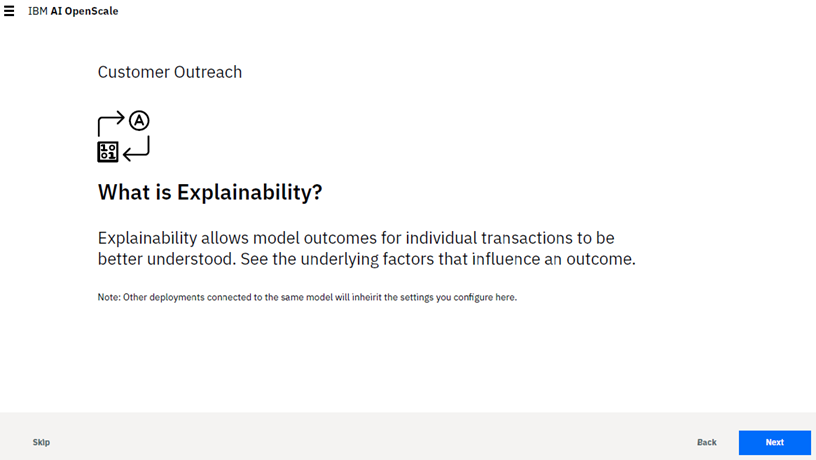 IBM AI OpenScale
Customer Outreach
A
10
01
What is Explainability?
Explainability allows model outcomes for individual transactions to be
better understood. See the underlying factors that influence an outcome.
Note: Other deployments connected to the same model will inheirit the settings you configure here.
Skip
Back
Next